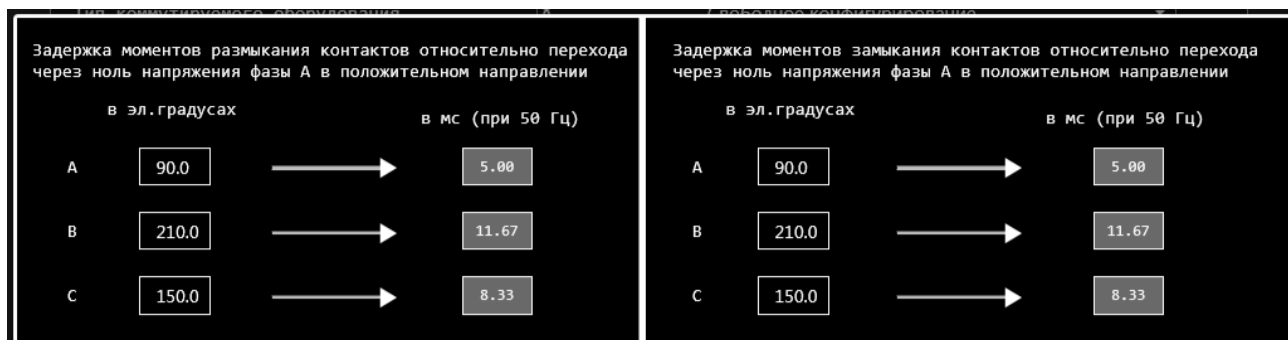 Тип коммутируемого оборудования
Задержка моментов размыкания контактов относительно перехода
через ноль напряжения фазы А в положительном направлении
в эл.градусах
в мс (при 50 Гц)
A 90.0 5.00
B 210.0 11.67
C 150.0 8.33
Задержка моментов замыкания контактов относительно перехода
через ноль напряжения фазы А в положительном направлении
в эл.градусах
в мс (при 50 Гц)
A 90.0 5.00
B 210.0 11.67
C 150.0 8.33